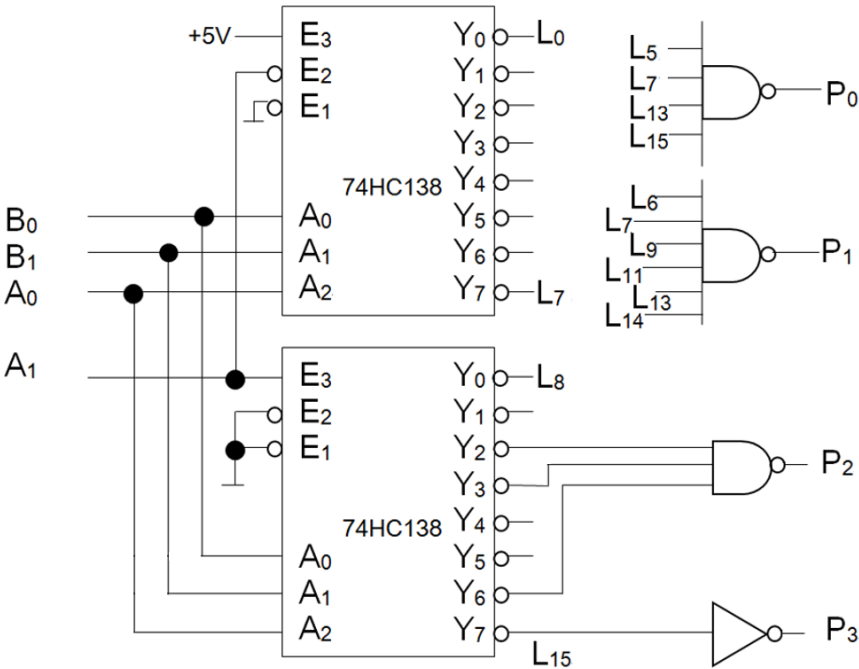 +5V E₃ Y₀ L₀
E₂ Y₁ L₅
E₁ Y₂ L₇ P₀
Y₃ L₁₃
74HC138 Y₄ L₁₅
B₀ A₀ Y₅ L₆
B₁ A₁ Y₆ L₇
A₀ A₂ Y₇ L₇ L₉ P₁
L₁₁
L₁₃
L₁₄
A₁ E₃ Y₀ L₈
E₂ Y₁
E₁ Y₂ P₂
Y₃
74HC138 Y₄
A₀ Y₅
A₁ Y₆
A₂ Y₇ L₁₅ P₃